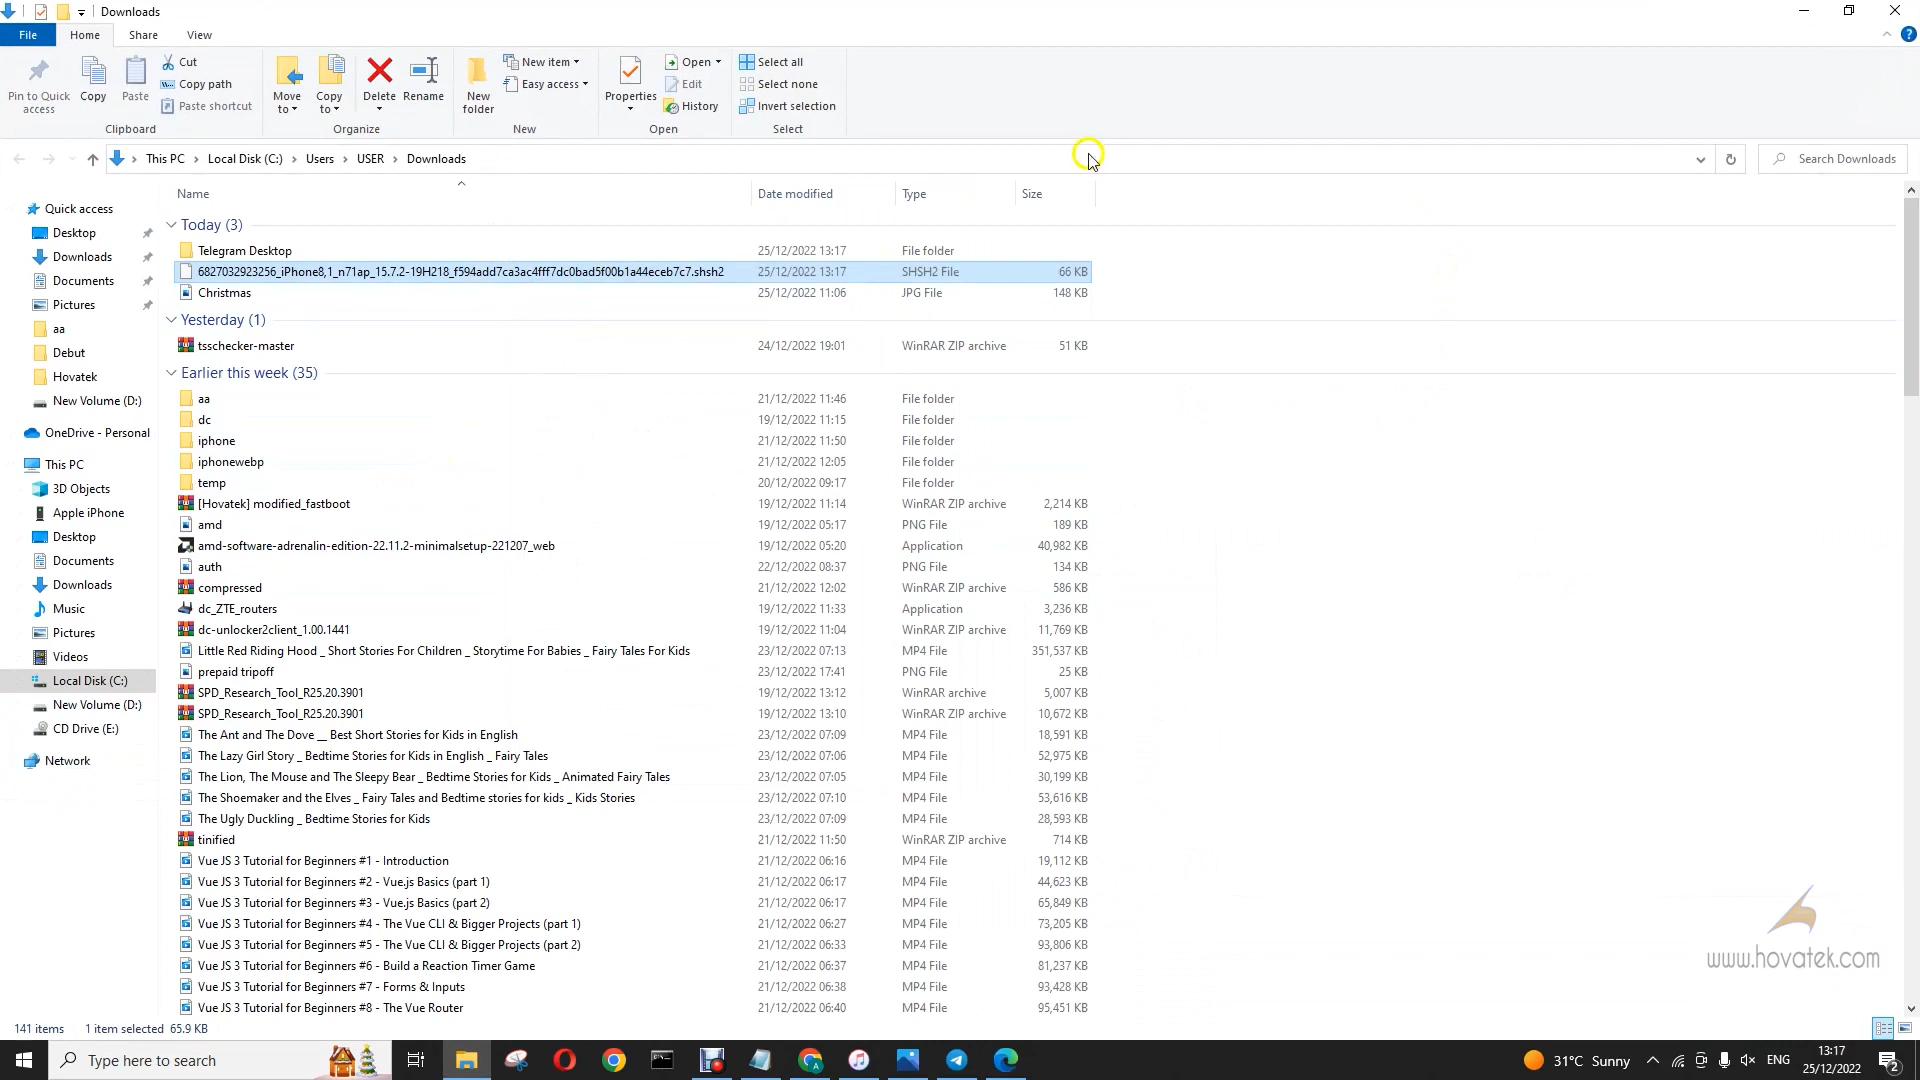 Downloads
File Home Share View
Pin to Quick access
Copy
Paste
Cut
Copy path
Paste shortcut
Clipboard
Move to
Copy to
Delete
Rename
Organize
New folder
New item
Easy access
New
Properties
Open
Edit
History
Open
Select all
Select none
Invert selection
Select
This PC Local Disk (C:) Users USER Downloads
Search Downloads
Name Date modified Type Size
Quick access
Desktop
Downloads
Documents
Pictures
aa
Debut
Hovatek
New Volume (D:)
OneDrive - Personal
This PC
3D Objects
Apple iPhone
Desktop
Documents
Downloads
Music
Pictures
Videos
Local Disk (C:)
New Volume (D:)
CD Drive (E:)
Network
Today (3)
Telegram Desktop 25/12/2022 13:17 File folder
6827032923256_iPhone8,1_n71ap_15.7.2-19H218_f594add7ca3ac4fff7dc0bad5f00b1a44eceb7c7.shsh2 25/12/2022 13:17 SHSH2 File 66 KB
Christmas 25/12/2022 11:06 JPG File 148 KB
Yesterday (1)
tsschecker-master 24/12/2022 19:01 WinRAR ZIP archive 51 KB
Earlier this week (35)
aa 21/12/2022 11:46 File folder
dc 19/12/2022 11:15 File folder
iphone 21/12/2022 11:50 File folder
iphonewebp 21/12/2022 12:05 File folder
temp 20/12/2022 09:17 File folder
[Hovatek] modified_fastboot 19/12/2022 11:14 WinRAR ZIP archive 2,214 KB
amd 19/12/2022 05:17 PNG File 189 KB
amd-software-adrenalin-edition-22.11.2-minimalsetup-221207_web 19/12/2022 05:20 Application 40,982 KB
auth 22/12/2022 08:37 PNG File 134 KB
compressed 21/12/2022 12:02 WinRAR ZIP archive 586 KB
dc_ZTE_routers 19/12/2022 11:33 Application 3,236 KB
dc-unlocker2client_1.00.1441 19/12/2022 11:04 WinRAR ZIP archive 11,769 KB
Little Red Riding Hood _ Short Stories For Children _ Storytime For Babies _ Fairy Tales For Kids 23/12/2022 07:13 MP4 File 351,537 KB
prepaid tripoff 23/12/2022 17:41 PNG File 25 KB
SPD_Research_Tool_R25.20.3901 19/12/2022 13:12 WinRAR archive 5,007 KB
SPD_Research_Tool_R25.20.3901 19/12/2022 13:10 WinRAR ZIP archive 10,672 KB
The Ant and The Dove __ Best Short Stories for Kids in English 23/12/2022 07:09 MP4 File 18,591 KB
The Lazy Girl Story _ Bedtime Stories for Kids in English _ Fairy Tales 23/12/2022 07:06 MP4 File 52,975 KB
The Lion, The Mouse and The Sleepy Bear _ Bedtime Stories for Kids _ Animated Fairy Tales 23/12/2022 07:05 MP4 File 30,199 KB
The Shoemaker and the Elves _ Fairy Tales and Bedtime stories for kids _ Kids Stories 23/12/2022 07:10 MP4 File 53,616 KB
The Ugly Duckling _ Bedtime Stories for Kids 23/12/2022 07:09 MP4 File 28,593 KB
tinified 21/12/2022 11:50 WinRAR ZIP archive 714 KB
Vue JS 3 Tutorial for Beginners #1 - Introduction 21/12/2022 06:16 MP4 File 19,112 KB
Vue JS 3 Tutorial for Beginners #2 - Vue.js Basics (part 1) 21/12/2022 06:17 MP4 File 44,623 KB
Vue JS 3 Tutorial for Beginners #3 - Vue.js Basics (part 2) 21/12/2022 06:17 MP4 File 65,849 KB
Vue JS 3 Tutorial for Beginners #4 - The Vue CLI & Bigger Projects (part 1) 21/12/2022 06:27 MP4 File 73,205 KB
Vue JS 3 Tutorial for Beginners #5 - The Vue CLI & Bigger Projects (part 2) 21/12/2022 06:33 MP4 File 93,806 KB
Vue JS 3 Tutorial for Beginners #6 - Build a Reaction Timer Game 21/12/2022 06:37 MP4 File 81,237 KB
Vue JS 3 Tutorial for Beginners #7 - Forms & Inputs 21/12/2022 06:38 MP4 File 93,428 KB
Vue JS 3 Tutorial for Beginners #8 - The Vue Router 21/12/2022 06:40 MP4 File 95,451 KB
www.hovatek.com
141 items 1 item selected 65.9 KB
Type here to search
31°C Sunny
ENG
13:17
25/12/2022
2